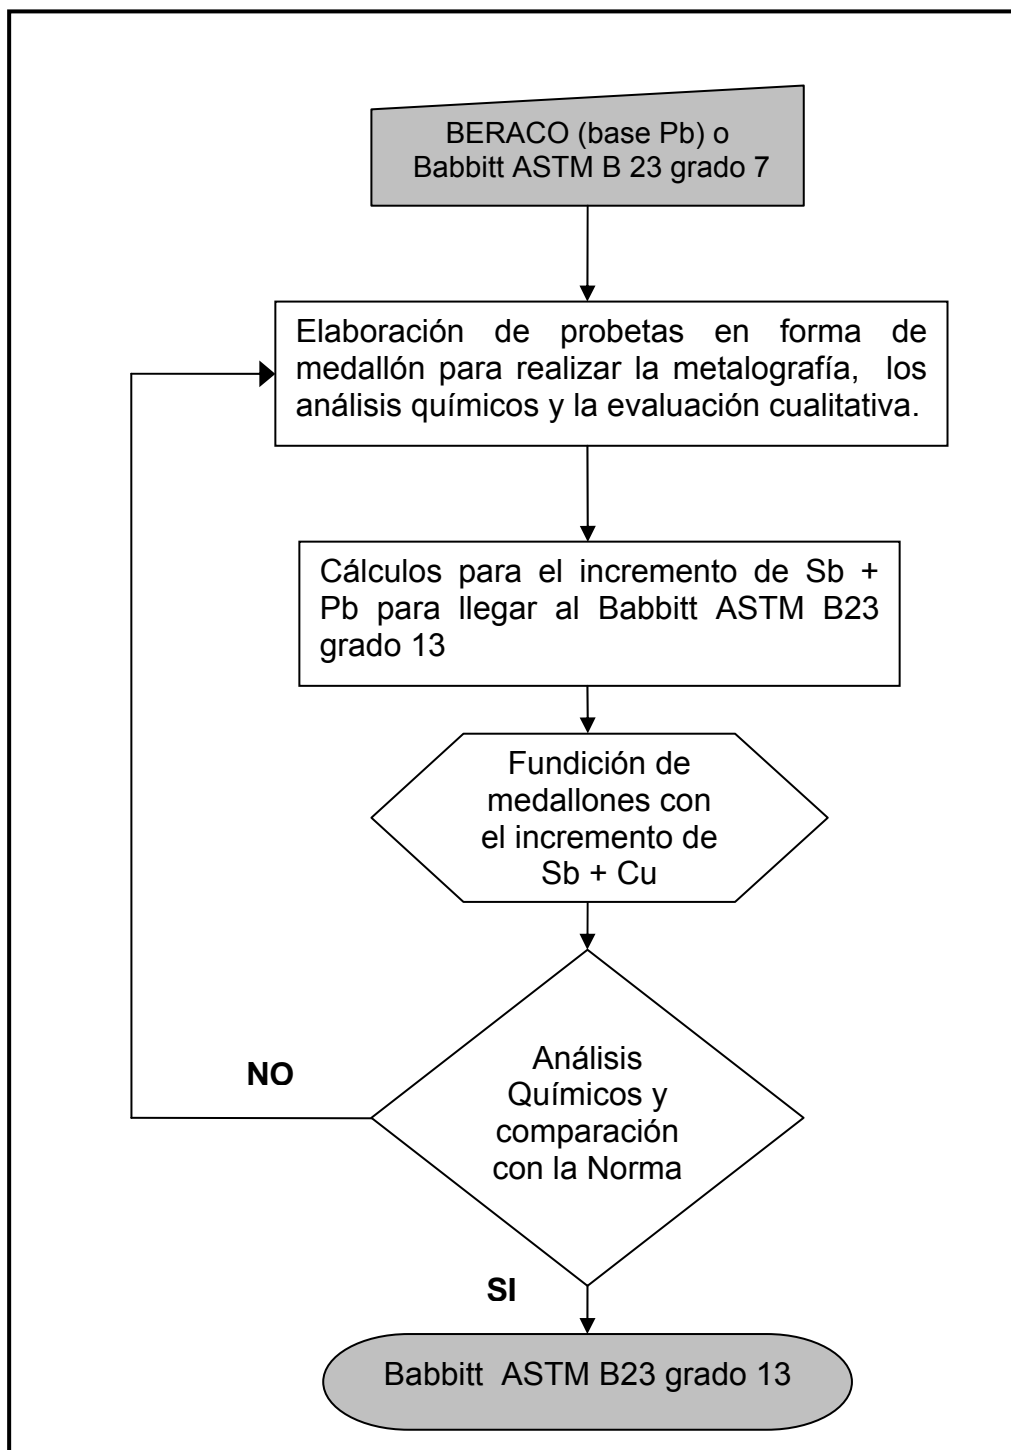 BERACO (base Pb) o
Babbitt ASTM B 23 grado 7
Elaboración de probetas en forma de
medallón para realizar la metalografía, los
análisis químicos y la evaluación cualitativa.
Cálculos para el incremento de Sb +
Pb para llegar al Babbitt ASTM B23
grado 13
Fundición de
medallones con
el incremento de
Sb + Cu
Análisis
Químicos y
comparación
con la Norma
NO
SI
Babbitt ASTM B23 grado 13